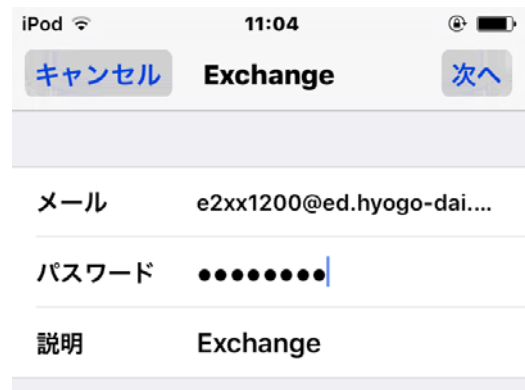 iPod 11:04
キャンセル Exchange 次へ
メール e2xx1200@ed.hyogo-dai....
パスワード ●●●●●●●●
説明 Exchange